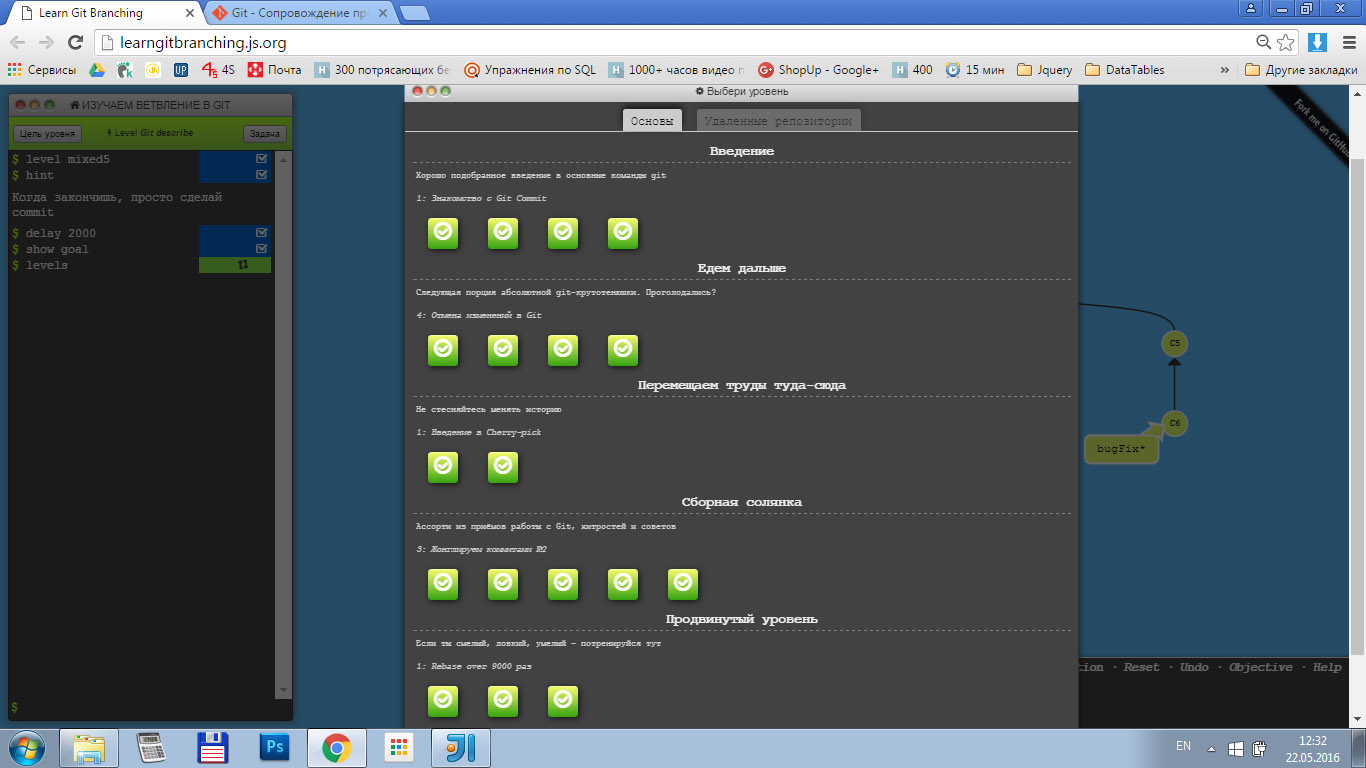 Learn Git Branching
Git - Сопровождение про
learngitbranching.js.org
Сервисы
UP
4S
Почта
300 потрясающих бе
Упражнения по SQL
1000+ часов видео п
ShopUp - Google+
400
15 мин
Jquery
DataTables
»
Другие закладки
ИЗУЧАЕМ ВЕТВЛЕНИЕ В GIT
Цель уровня
Level Git describe
Задача
$ level mixed5
$ hint
Когда закончишь, просто сделай
commit
$ delay 2000
$ show goal
$ levels
$
Выбери уровень
Основы
Удаленные репозитории
Введение
Хорошо подобранное введение в основные команды git
1: Знакомство с Git Commit
Едем дальше
Следующая порция абсолютной git-крутотенюшки. Проголодались?
4: Отмена изменений в Git
Перемещаем труды туда-сюда
Не стесняйтесь менять историю
1: Введение в Cherry-pick
Сборная солянка
Ассорти из приёмов работы с Git, хитростей и советов
3: Жонглируем коммитами №2
Продвинутый уровень
Если ты смелый, ловкий, умелый - потренируйся тут
1: Rebase over 9000 раз
Fork me on GitHub
C5
C6
bugFix*
tion · Reset · Undo · Objective · Help
Ps
EN
12:32
22.05.2016